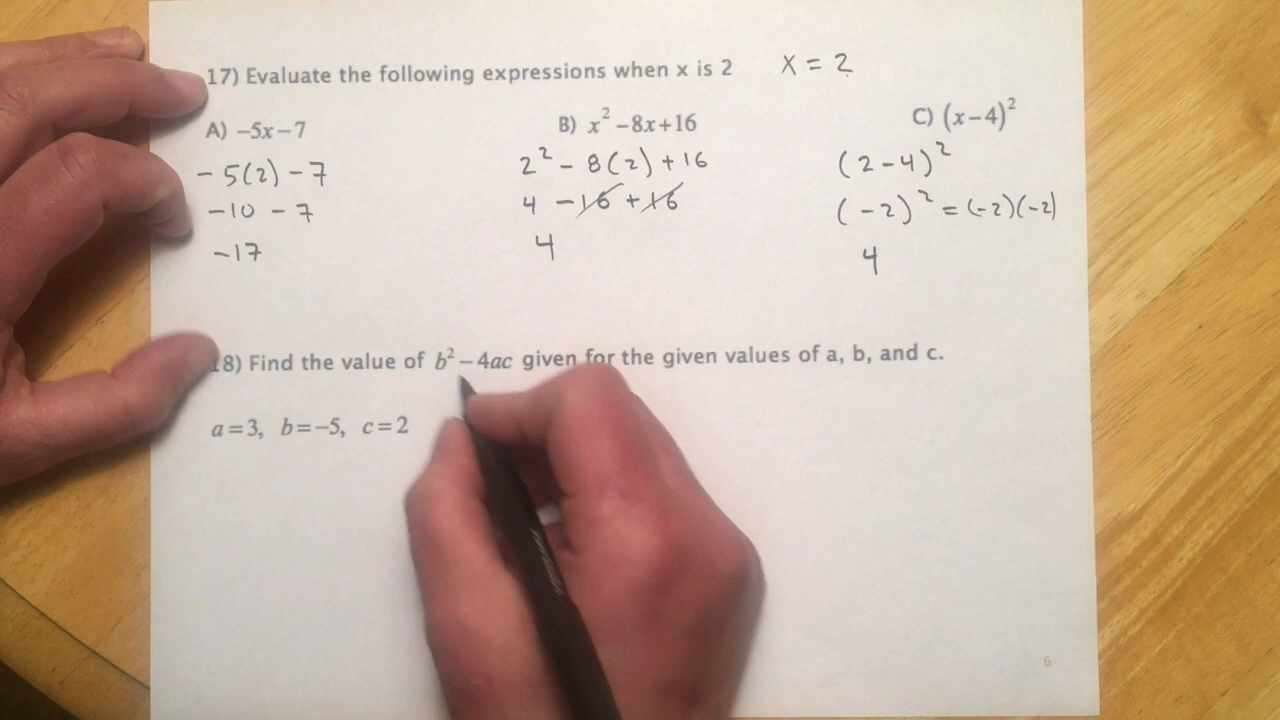 17) Evaluate the following expressions when x is 2 x = 2
A) −5x−7 B) x² −8x+16 C) (x−4)²
− 5(2) − 7 2² − 8(2) + 16 (2 − 4)²
−10 − 7 4 −16 + 16 (−2)² = (−2)(−2)
−17 4 4
18) Find the value of b² − 4ac given for the given values of a, b, and c.
a=3, b=−5, c=2
6